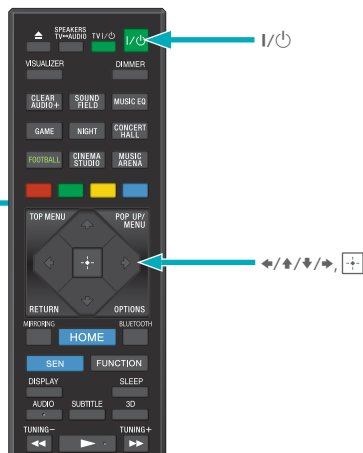 SPEAKERS
TV↔AUDIO
TV I/⏻
I/⏻
I/⏻
VISUALIZER
DIMMER
CLEAR
AUDIO+
SOUND
FIELD
MUSIC EQ
GAME
NIGHT
CONCERT
HALL
FOOTBALL
CINEMA
STUDIO
MUSIC
ARENA
TOP MENU
POP UP/
MENU
←/↑/↓/→,
RETURN
OPTIONS
MIRRORING
HOME
BLUETOOTH
SEN
FUNCTION
DISPLAY
SLEEP
AUDIO
SUBTITLE
3D
TUNING–
TUNING+